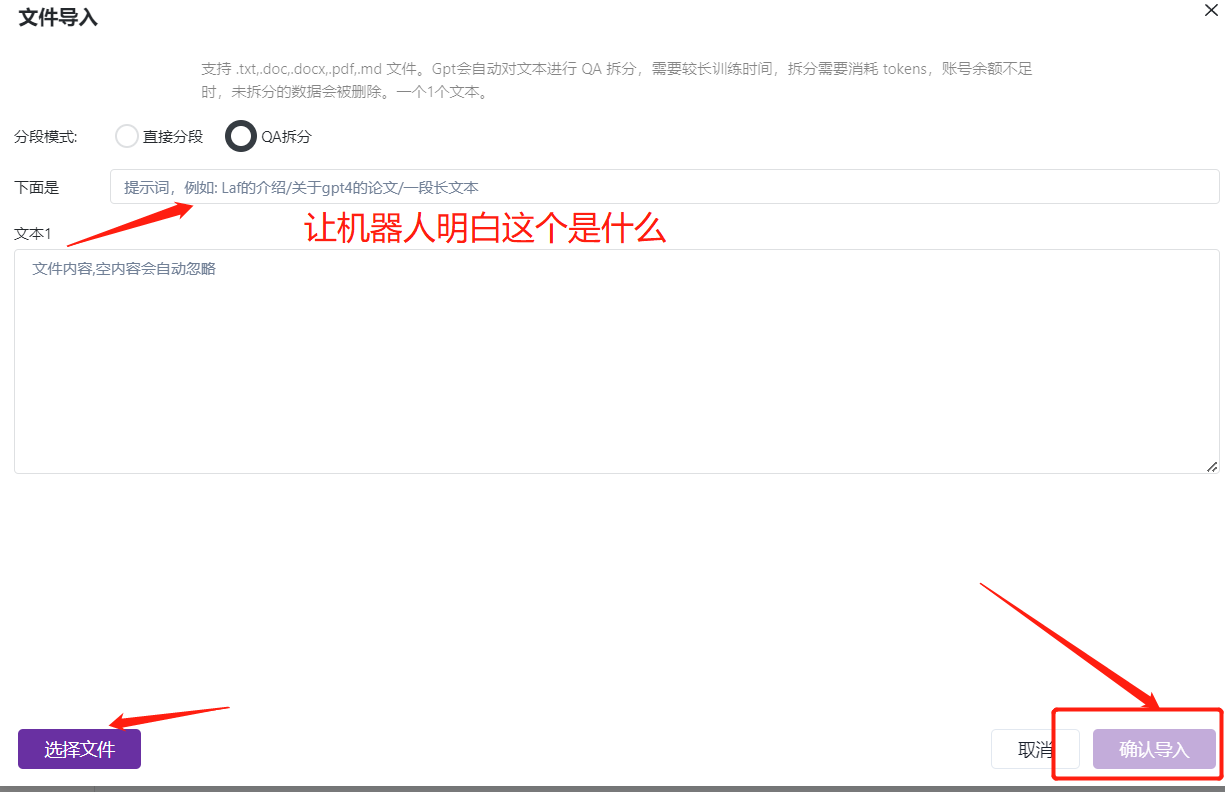 文件导入
支持 .txt,.doc,.docx,.pdf,.md 文件。Gpt会自动对文本进行 QA 拆分，需要较长训练时间，拆分需要消耗 tokens，账号余额不足
时，未拆分的数据会被删除。一个1个文本。
分段模式: 直接分段 QA拆分
下面是 提示词，例如: Laf的介绍/关于gpt4的论文/一段长文本
让机器人明白这个是什么
文本1
文件内容,空内容会自动忽略
选择文件 取消 确认导入